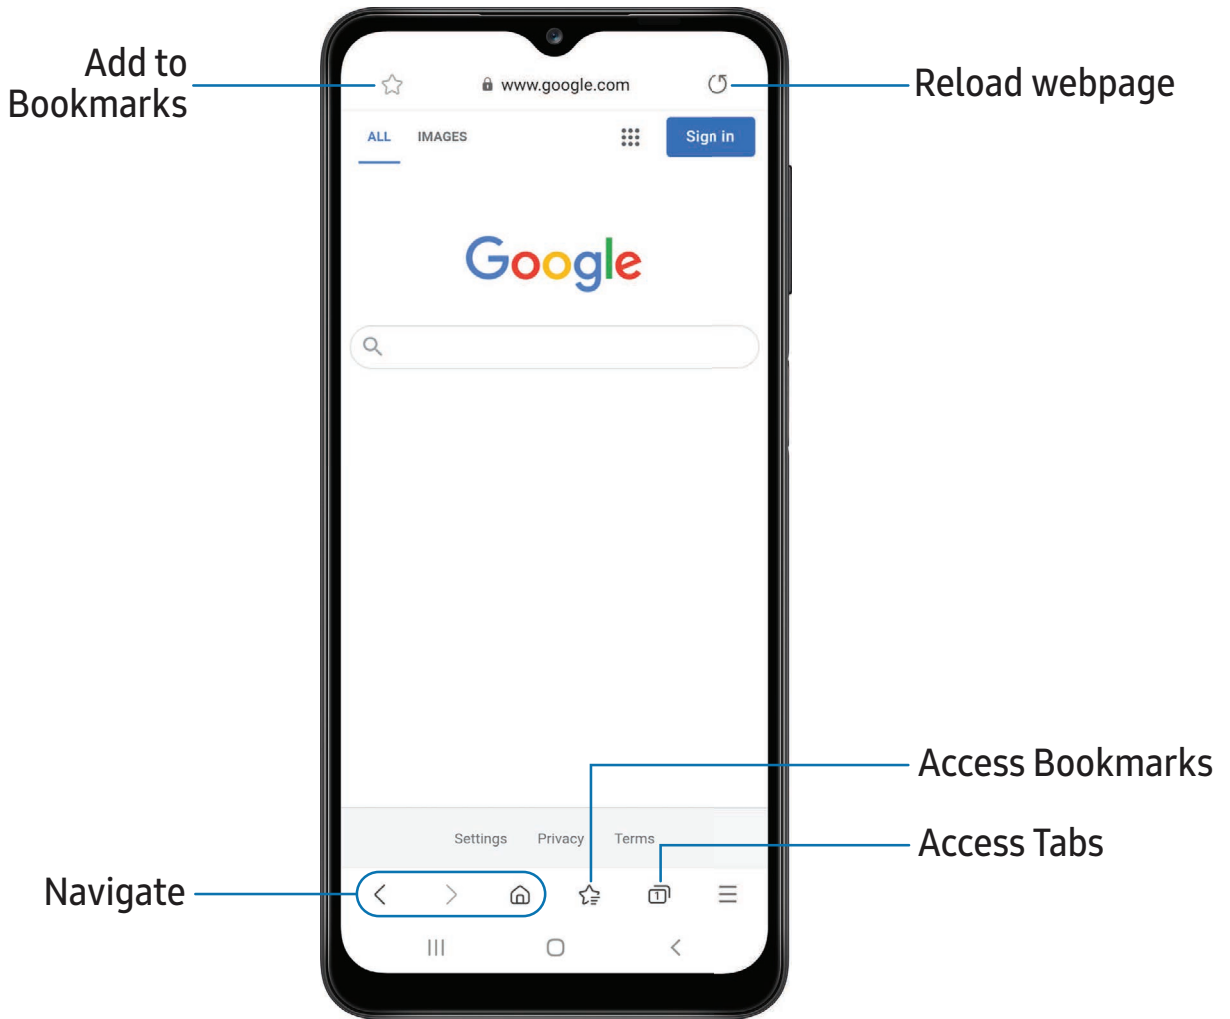 Add to
Bookmarks
www.google.com
Reload webpage
ALL IMAGES
Sign in
Google
Access Bookmarks
Settings Privacy Terms
Access Tabs
Navigate
1